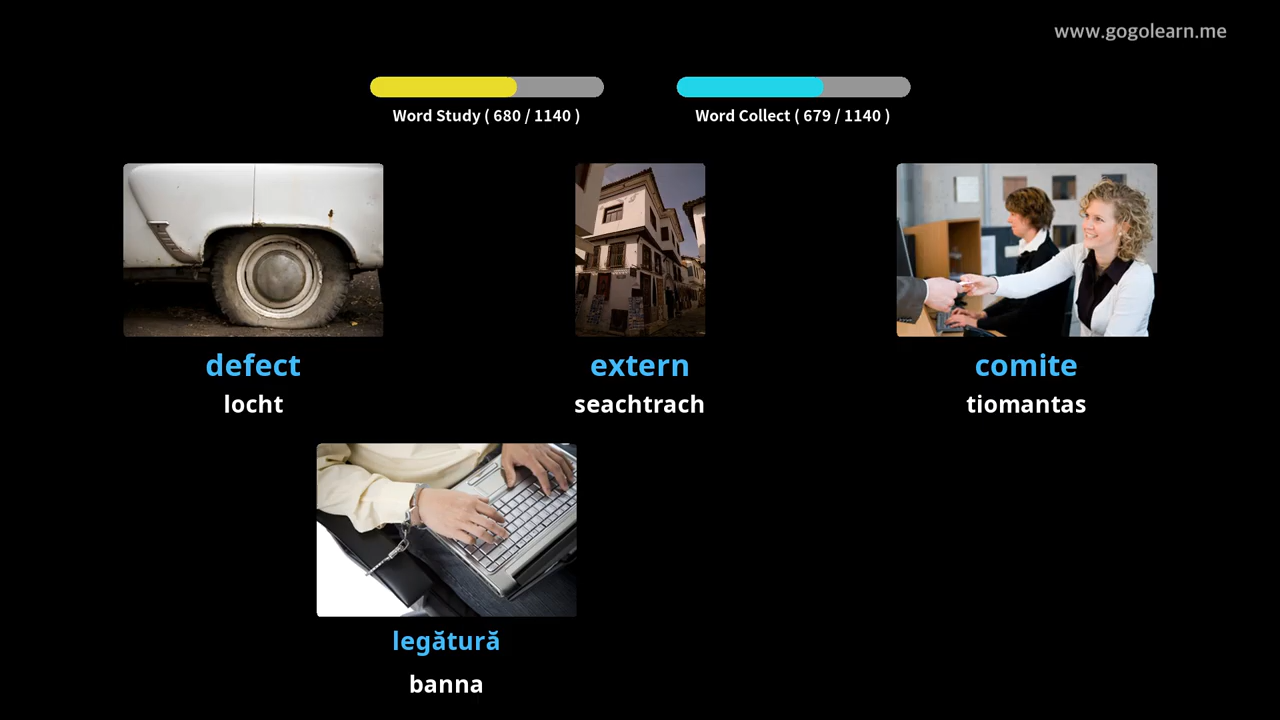 www.gogolearn.me
Word Study ( 680 / 1140 )
Word Collect ( 679 / 1140 )
defect
locht
extern
seachtrach
comite
tiomantas
legătură
banna